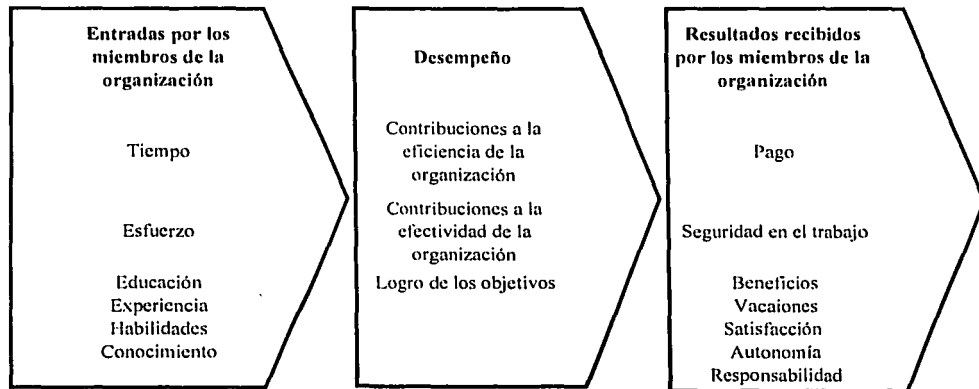 Entradas por los
miembros de la
organización
Tiempo
Esfuerzo
Educación
Experiencia
Habilidades
Conocimiento
Desempeño
Contribuciones a la
eficiencia de la
organización
Contribuciones a la
efectividad de la
organización
Logro de los objetivos
Resultados recibidos
por los miembros de la
organización
Pago
Seguridad en el trabajo
Beneficios
Vacaiones
Satisfacción
Autonomía
Responsabilidad